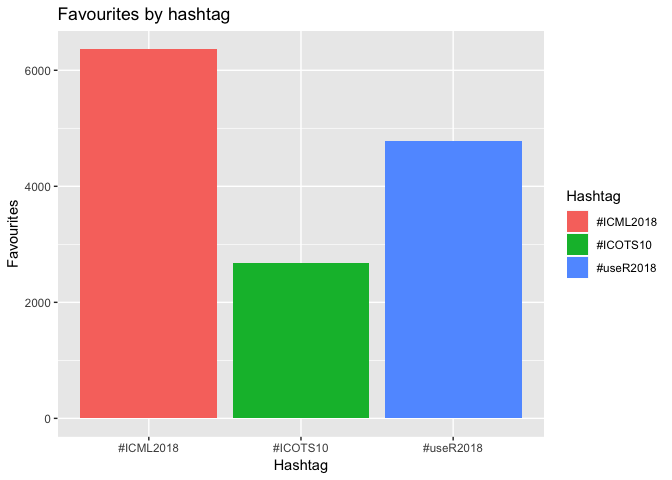 Favourites by hashtag
Favourites
6000
4000
2000
0
#ICML2018
#ICOTS10
#useR2018
Hashtag
Hashtag
#ICML2018
#ICOTS10
#useR2018